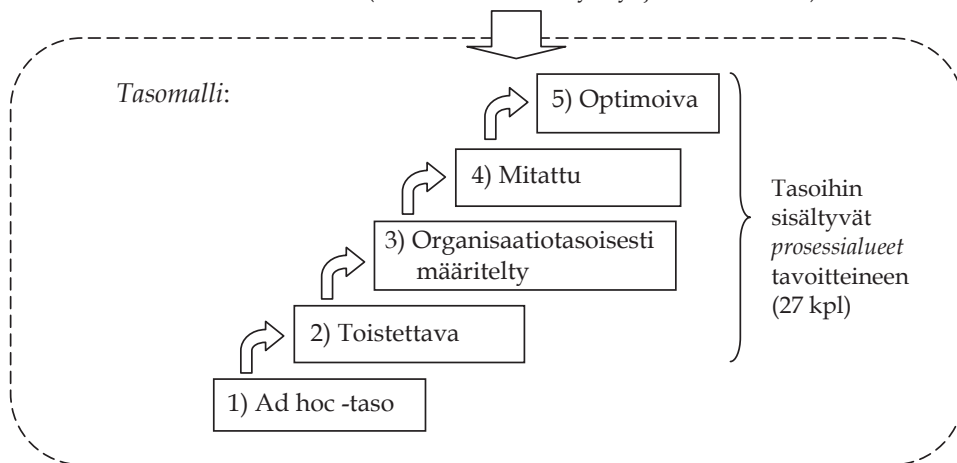 Tasomalli:
5) Optimoiva
4) Mitattu
3) Organisaatiotasoisesti
määritelty
2) Toistettava
1) Ad hoc -taso
Tasoihin
sisältyvät
prosessialueet
tavoitteineen
(27 kpl)